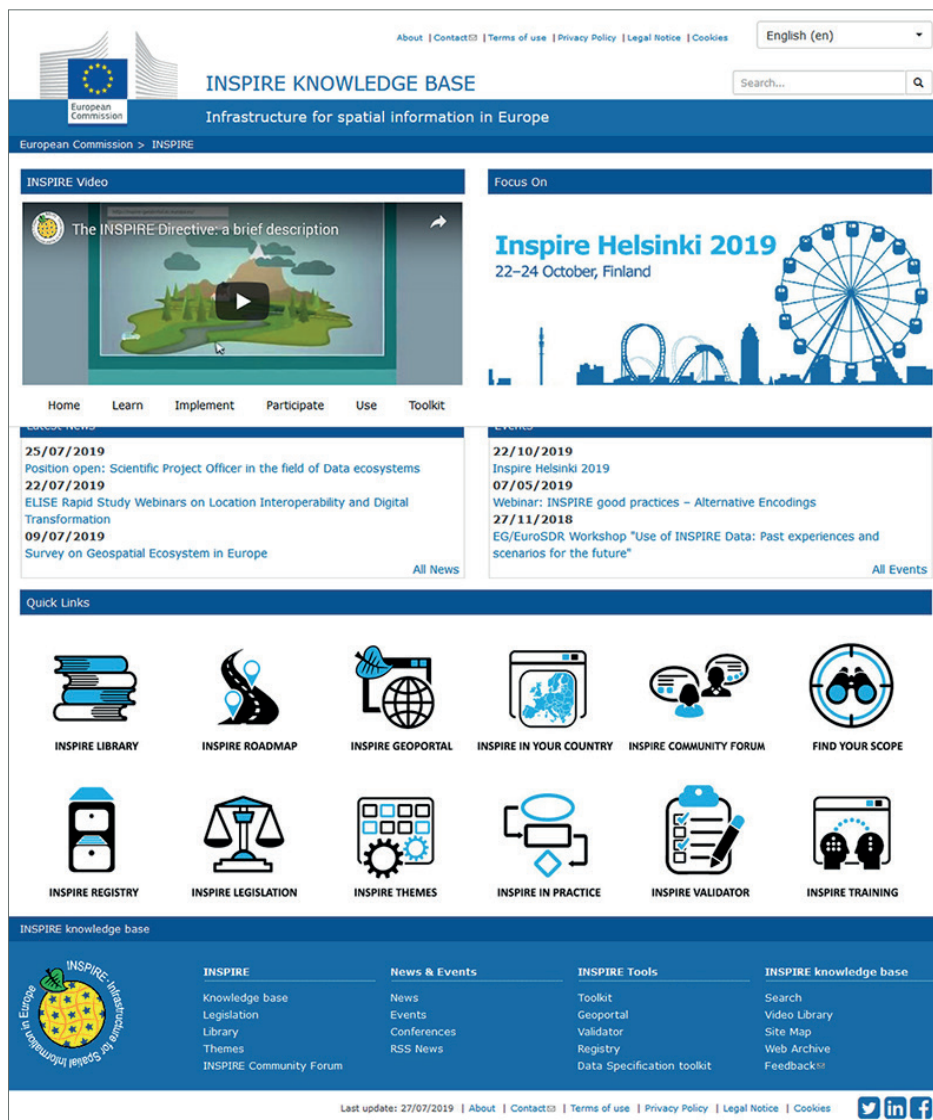 About | Contact | Terms of use | Privacy Policy | Legal Notice | Cookies
English (en)
European
Commission
INSPIRE KNOWLEDGE BASE
Search...
Infrastructure for spatial information in Europe
European Commission > INSPIRE
INSPIRE Video
Focus On
The INSPIRE Directive: a brief description
Inspire Helsinki 2019
22–24 October, Finland
Home Learn Implement Participate Use Toolkit
Latest News
25/07/2019
Position open: Scientific Project Officer in the field of Data ecosystems
22/07/2019
ELISE Rapid Study Webinars on Location Interoperability and Digital
Transformation
09/07/2019
Survey on Geospatial Ecosystem in Europe
All News
Events
22/10/2019
Inspire Helsinki 2019
07/05/2019
Webinar: INSPIRE good practices – Alternative Encodings
27/11/2018
EG/EuroSDR Workshop "Use of INSPIRE Data: Past experiences and
scenarios for the future"
All Events
Quick Links
INSPIRE LIBRARY
INSPIRE ROADMAP
INSPIRE GEOPORTAL
INSPIRE IN YOUR COUNTRY
INSPIRE COMMUNITY FORUM
FIND YOUR SCOPE
INSPIRE REGISTRY
INSPIRE LEGISLATION
INSPIRE THEMES
INSPIRE IN PRACTICE
INSPIRE VALIDATOR
INSPIRE TRAINING
INSPIRE knowledge base
INSPIRE · Infrastructure for Spatial Information in Europe
INSPIRE
Knowledge base
Legislation
Library
Themes
INSPIRE Community Forum
News & Events
News
Events
Conferences
RSS News
INSPIRE Tools
Toolkit
Geoportal
Validator
Registry
Data Specification toolkit
INSPIRE knowledge base
Search
Video Library
Site Map
Web Archive
Feedback
Last update: 27/07/2019 | About | Contact | Terms of use | Privacy Policy | Legal Notice | Cookies